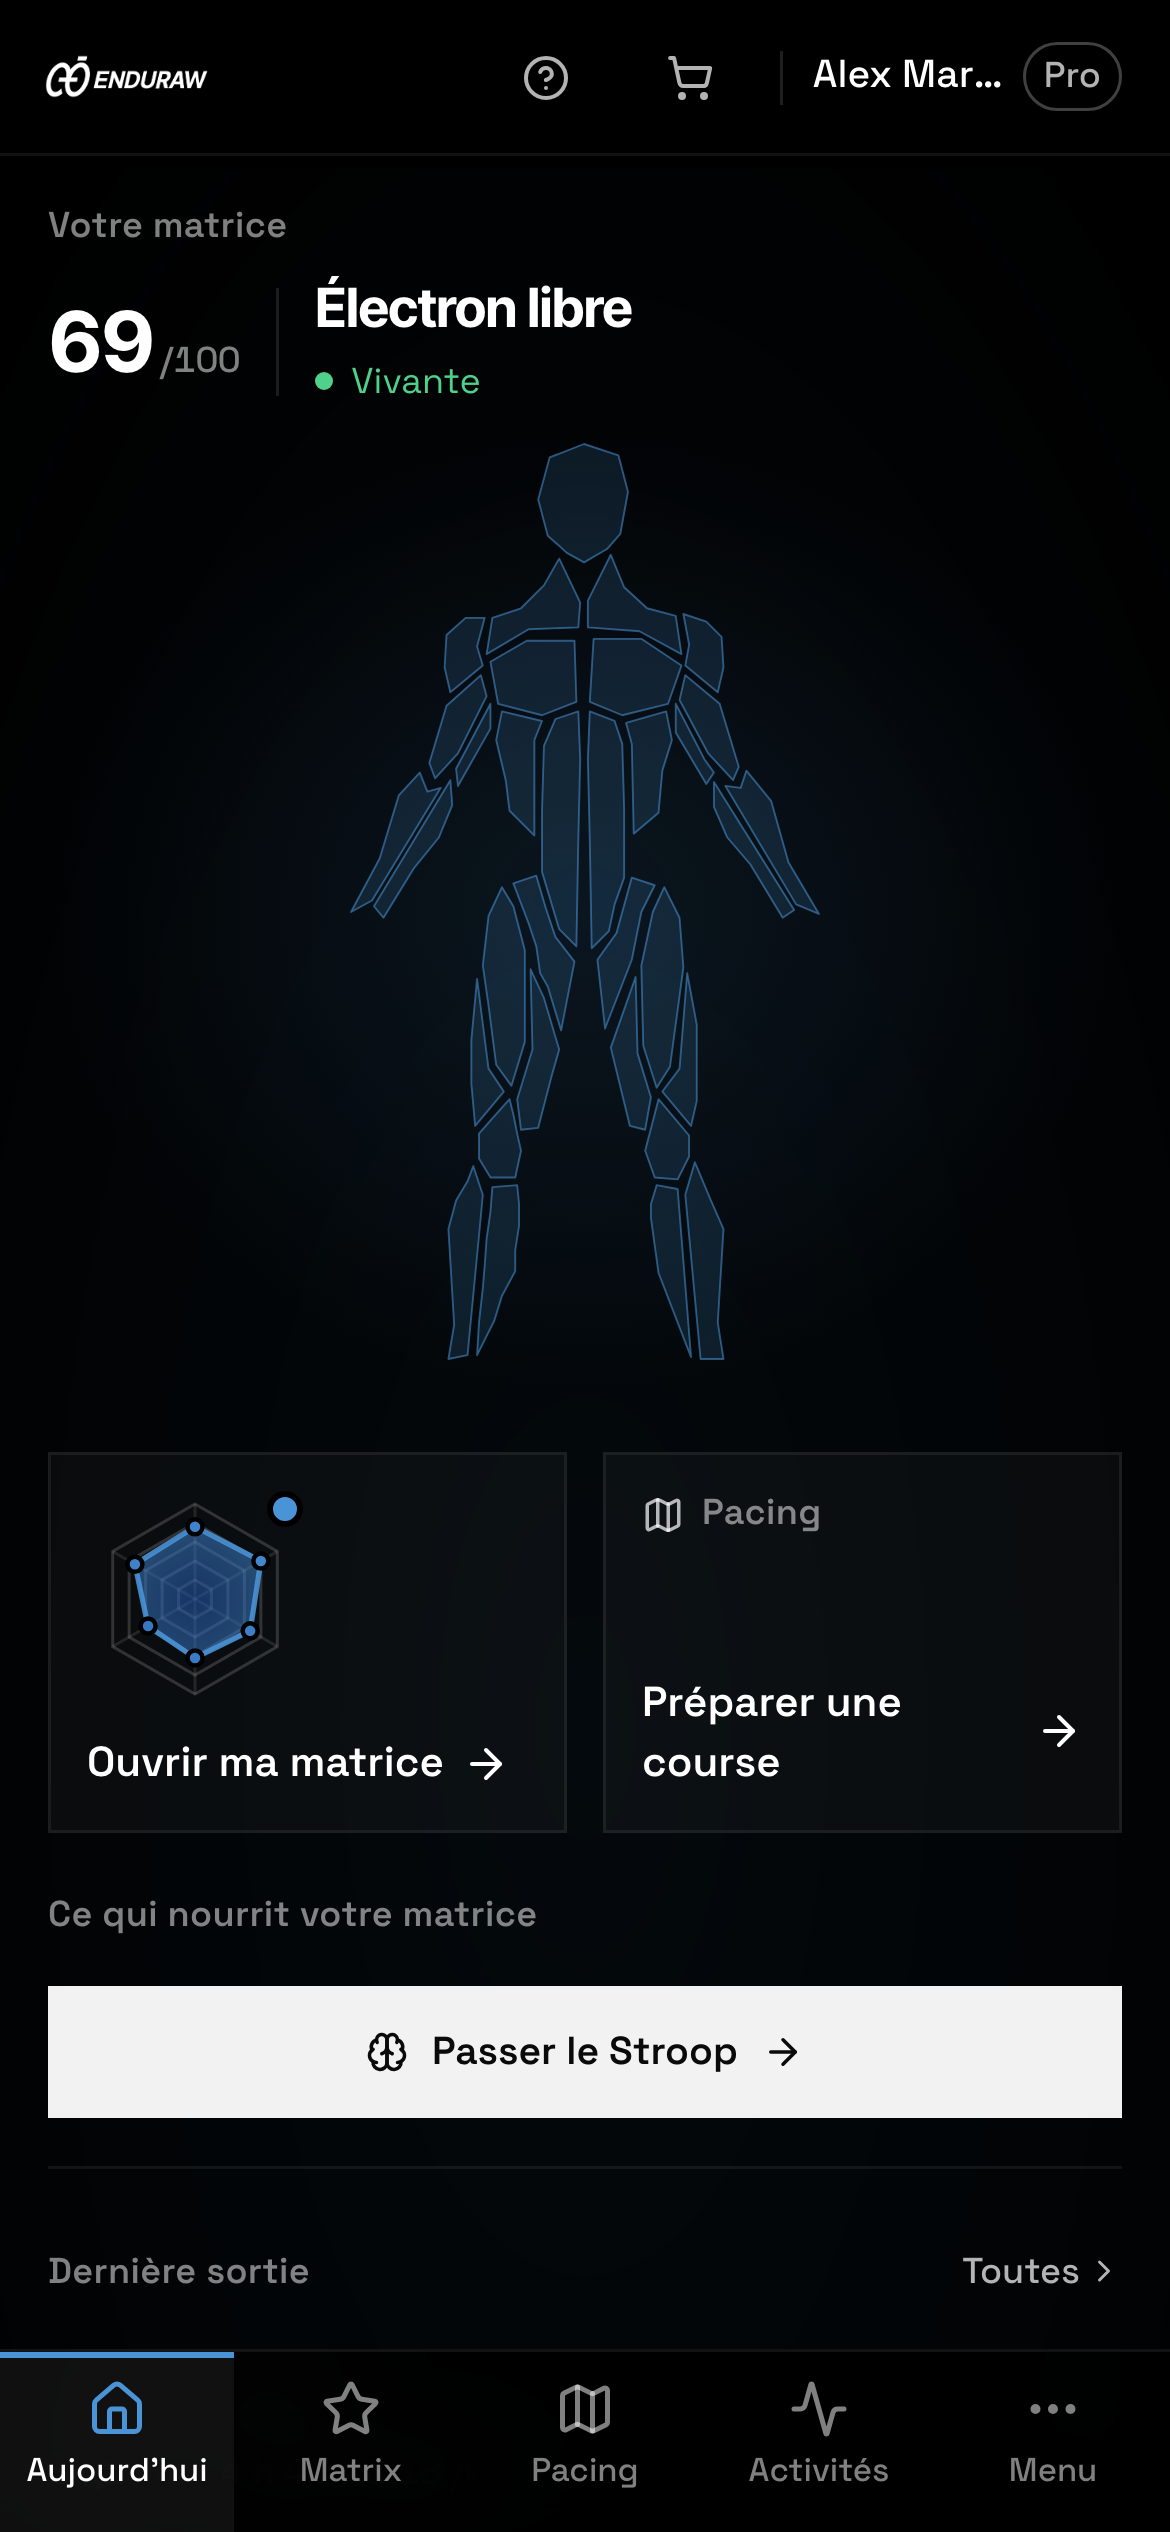 ENDURAW
Alex Mar...
Pro
Votre matrice
69 /100
Électron libre
Vivante
Pacing
Ouvrir ma matrice
Préparer une
course
Ce qui nourrit votre matrice
Passer le Stroop
Dernière sortie
Toutes
Aujourd'hui
Matrix
Pacing
Activités
Menu